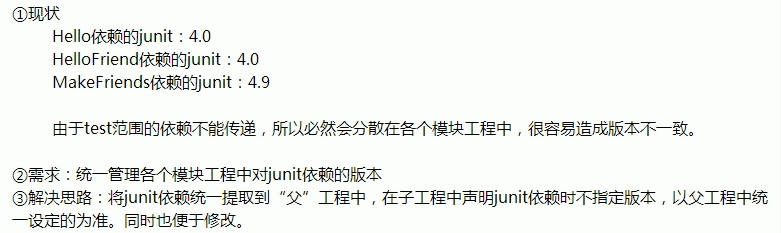 ①现状
Hello依赖的junit：4.0
HelloFriend依赖的junit：4.0
MakeFriends依赖的junit：4.9
由于test范围的依赖不能传递，所以必然会分散在各个模块工程中，很容易造成版本不一致。
②需求：统一管理各个模块工程中对junit依赖的版本
③解决思路：将junit依赖统一提取到“父”工程中，在子工程中声明junit依赖时不指定版本，以父工程中统
一设定的为准。同时也便于修改。